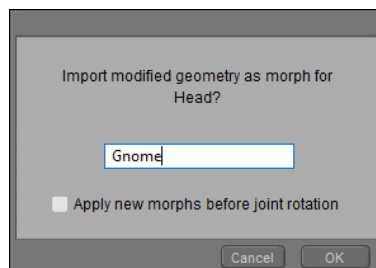 Import modified geometry as morph for
Head?
Gnome
Apply new morphs before joint rotation
Cancel
OK